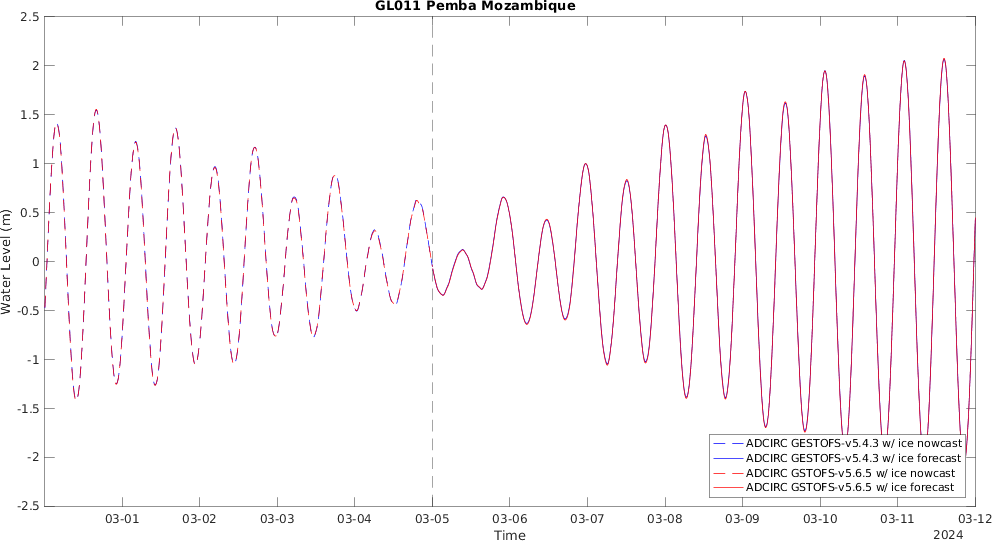 GL011 Pemba Mozambique
2.5
2
1.5
1
0.5
0
-0.5
-1
-1.5
-2
-2.5
Water Level (m)
ADCIRC GESTOFS-v5.4.3 w/ ice nowcast
ADCIRC GESTOFS-v5.4.3 w/ ice forecast
ADCIRC GSTOFS-v5.6.5 w/ ice nowcast
ADCIRC GSTOFS-v5.6.5 w/ ice forecast
03-01 03-02 03-03 03-04 03-05 03-06 03-07 03-08 03-09 03-10 03-11 03-12
Time
2024